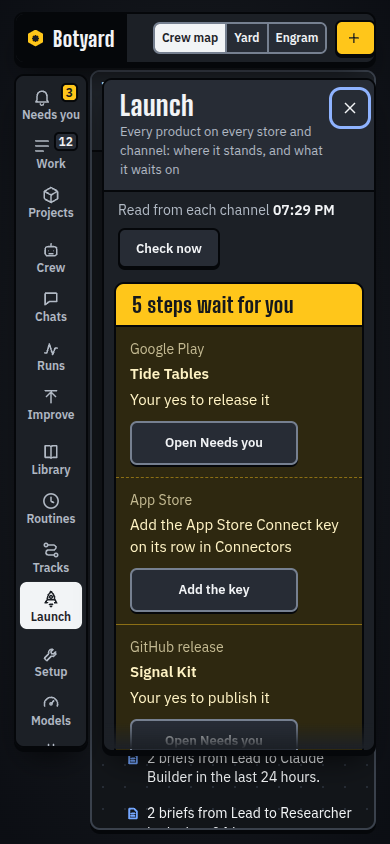 Botyard
Crew map
Yard
Engram
+
3
Needs you
12
Work
Projects
Crew
Chats
Runs
Improve
Library
Routines
Tracks
Launch
Setup
Models
Launch
Every product on every store and
channel: where it stands, and what
it waits on
Read from each channel 07:29 PM
Check now
5 steps wait for you
Google Play
Tide Tables
Your yes to release it
Open Needs you
App Store
Add the App Store Connect key
on its row in Connectors
Add the key
GitHub release
Signal Kit
Your yes to publish it
Open Needs you
2 briefs from Lead to Claude
Builder in the last 24 hours.
2 briefs from Lead to Researcher